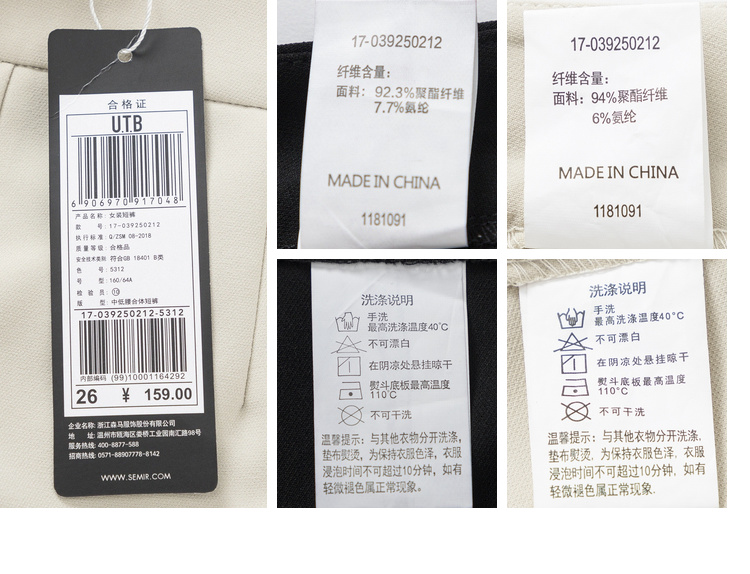 合格证
U.T.B
6 906970 917048
产品名称: 女装短裤
款 号: 17-039250212
执行标准: Q/ZSM 08-2018
质量等级: 合格品
安全技术类别: 符合GB 18401 B类
色 号: 5312
号 型: 160/64A
检 验 员: ⑩
版 型: 中低腰合体短裤
17-039250212-5312
内部编码 (99)10001164292
26 ¥ 159.00
企业名称: 浙江森马服饰股份有限公司
地 址: 温州市瓯海区娄桥工业园南汇路98号
服务热线: 400-8877-588
招商热线: 0571-88907778-8142
WWW.SEMIR.COM
17-039250212
纤维含量:
面料: 92.3%聚酯纤维
7.7%氨纶
MADE IN CHINA
1181091
17-039250212
纤维含量:
面料: 94%聚酯纤维
6%氨纶
MADE IN CHINA
1181091
洗涤说明
手洗
最高洗涤温度40℃
不可漂白
在阴凉处悬挂晾干
熨斗底板最高温度
110℃
不可干洗
温馨提示: 与其他衣物分开洗涤,
垫布熨烫, 为保持衣服色泽, 衣服
浸泡时间不可超过10分钟, 如有
轻微褪色属正常现象。
洗涤说明
手洗
最高洗涤温度40°C
不可漂白
在阴凉处悬挂晾干
熨斗底板最高温度
110°C
不可干洗
温馨提示: 与其他衣物分开洗涤,
垫布熨烫, 为保持衣服色泽, 衣服
浸泡时间不可超过10分钟, 如有
轻微褪色属正常现象.